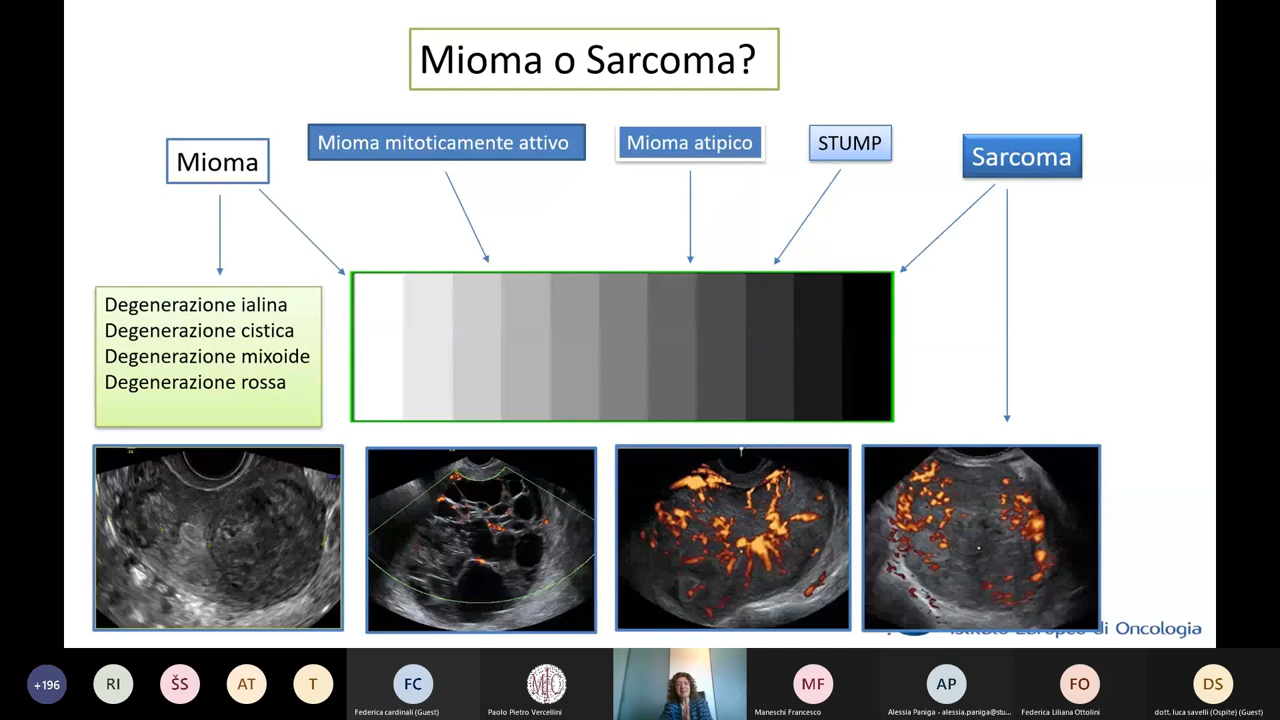 Mioma o Sarcoma?
Mioma
Mioma mitoticamente attivo
Mioma atipico
STUMP
Sarcoma
Degenerazione ialina
Degenerazione cistica
Degenerazione mixoide
Degenerazione rossa
Istituto Europeo di Oncologia
+196
RI
ŠS
AT
T
FC
MF
AP
FO
DS
Federica cardinali (Guest)
Paolo Pietro Vercellini
Maneschi Francesco
Alessia Paniga - alessia.paniga@stu...
Federica Liliana Ottolini
dott. luca savelli (Ospite) (Guest)